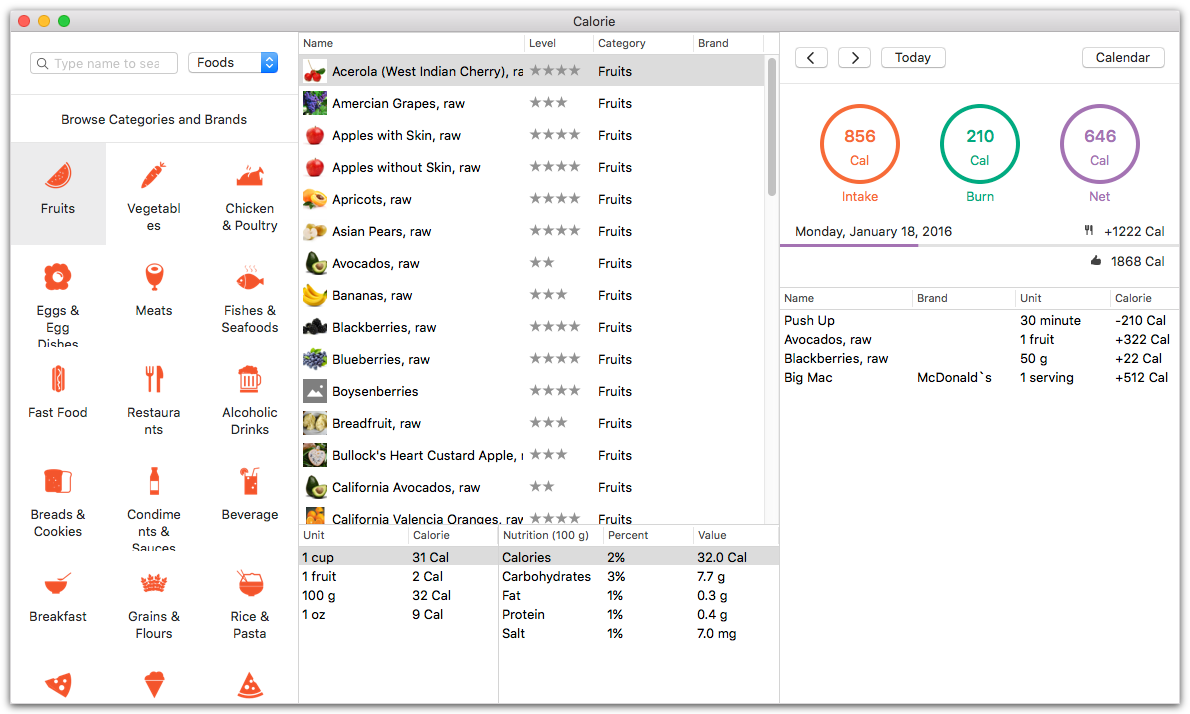 Calorie
Type name to sea
Foods
Browse Categories and Brands
Fruits
Vegetabl
es
Chicken
& Poultry
Eggs &
Egg
Dishes
Meats
Fishes &
Seafoods
Fast Food
Restaura
nts
Alcoholic
Drinks
Breads &
Cookies
Condime
nts &
Sauces
Beverage
Breakfast
Grains &
Flours
Rice &
Pasta
Name Level Category Brand
Acerola (West Indian Cherry), ra ★★★★ Fruits
Amercian Grapes, raw ★★★ Fruits
Apples with Skin, raw ★★★★ Fruits
Apples without Skin, raw ★★★★ Fruits
Apricots, raw ★★★★ Fruits
Asian Pears, raw ★★★★ Fruits
Avocados, raw ★★ Fruits
Bananas, raw ★★★ Fruits
Blackberries, raw ★★★★ Fruits
Blueberries, raw ★★★★ Fruits
Boysenberries ★★★★ Fruits
Breadfruit, raw ★★★ Fruits
Bullock's Heart Custard Apple, ★★★ Fruits
California Avocados, raw ★★ Fruits
California Valencia Oranges, raw ★★★★ Fruits
Unit Calorie
1 cup 31 Cal
1 fruit 2 Cal
100 g 32 Cal
1 oz 9 Cal
Nutrition (100 g) Percent Value
Calories 2% 32.0 Cal
Carbohydrates 3% 7.7 g
Fat 1% 0.3 g
Protein 1% 0.4 g
Salt 1% 7.0 mg
Today
Calendar
856
Cal
Intake
210
Cal
Burn
646
Cal
Net
Monday, January 18, 2016 +1222 Cal
1868 Cal
Name Brand Unit Calorie
Push Up 30 minute -210 Cal
Avocados, raw 1 fruit +322 Cal
Blackberries, raw 50 g +22 Cal
Big Mac McDonald`s 1 serving +512 Cal